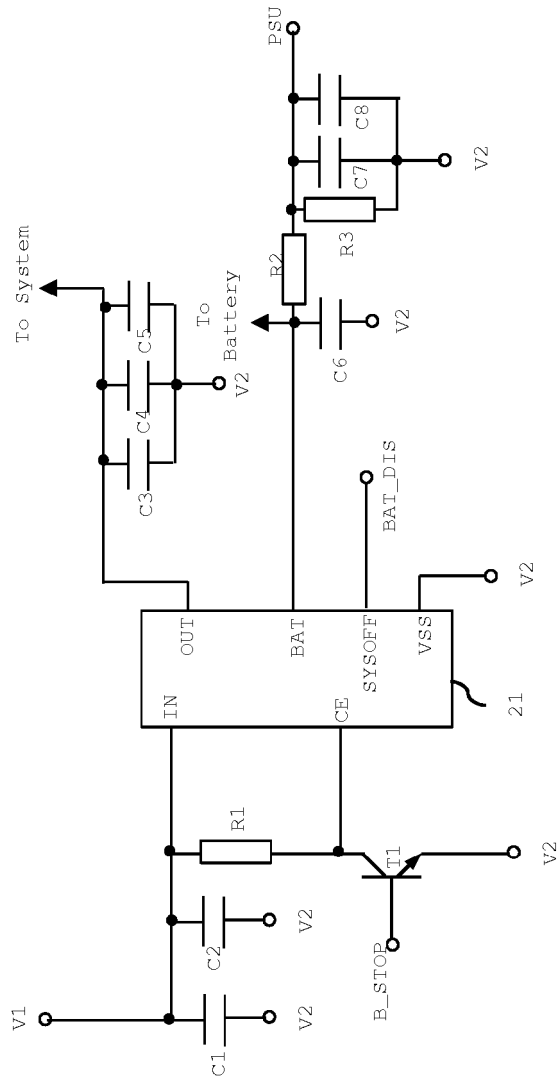 V1
C1
V2
C2
V2
R1
B_STOP
T1
V2
IN
CE
OUT
BAT
SYSOFF
VSS
21
V2
BAT_DIS
C3
C4
C5
V2
To System
To
Battery
C6
V2
R2
R3
C7
C8
V2
PSU